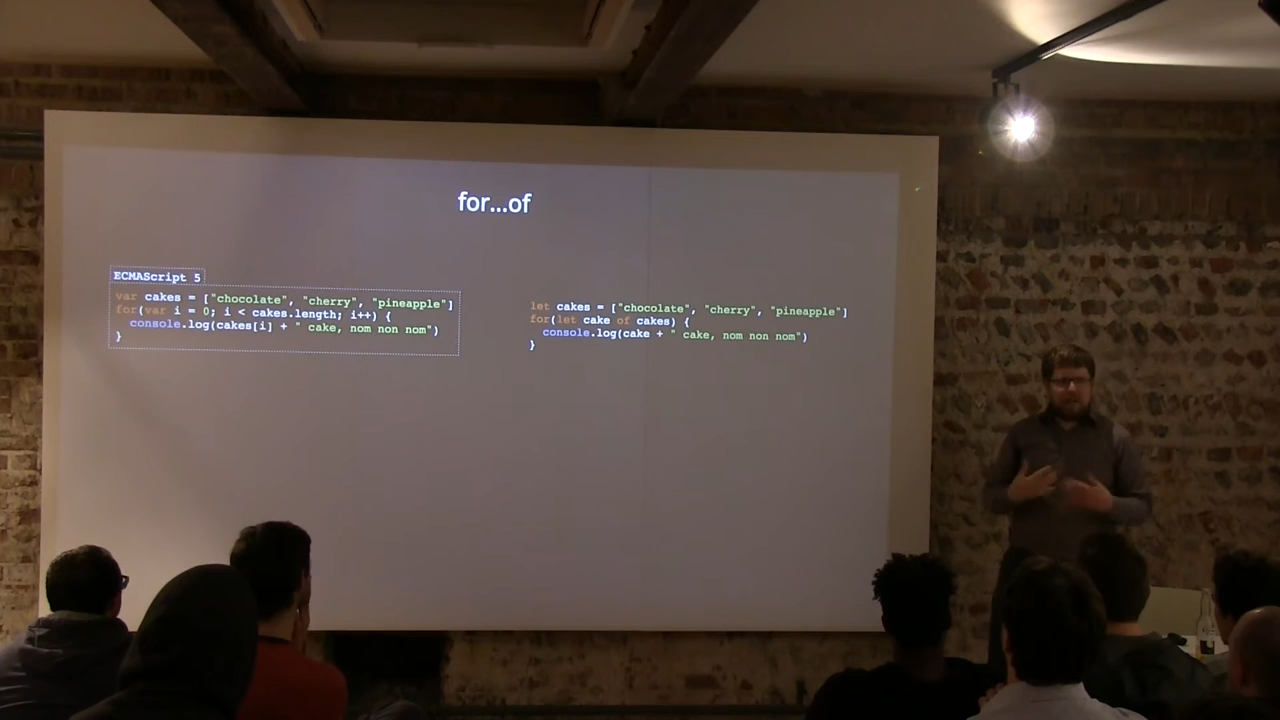 for...of
ECMAScript 5
var cakes = ["chocolate", "cherry", "pineapple"]
for(var i = 0; i < cakes.length; i++) {
console.log(cakes[i] + " cake, nom non nom")
}
let cakes = ["chocolate", "cherry", "pineapple"]
for(let cake of cakes) {
console.log(cake + " cake, nom nom nom")
}